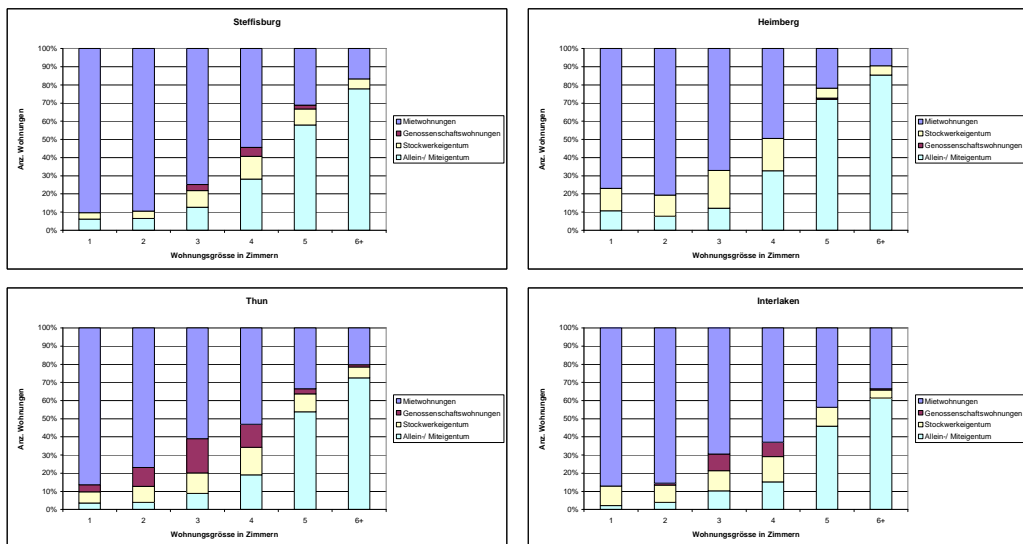 Steffisburg
100%
90%
80%
70%
60%
50%
40%
30%
20%
10%
0%
Anz. Wohnungen
1 2 3 4 5 6+
Wohnungsgrösse in Zimmern
Mietwohnungen
Genossenschaftswohnungen
Stockwerkeigentum
Allein-/ Miteigentum
Heimberg
100%
90%
80%
70%
60%
50%
40%
30%
20%
10%
0%
Anz. Wohnungen
1 2 3 4 5 6+
Wohnungsgrösse in Zimmern
Mietwohnungen
Stockwerkeigentum
Genossenschaftswohnungen
Allein-/ Miteigentum
Thun
100%
90%
80%
70%
60%
50%
40%
30%
20%
10%
0%
Anz. Wohnungen
1 2 3 4 5 6+
Wohnungsgrösse in Zimmern
Mietwohnungen
Genossenschaftswohnungen
Stockwerkeigentum
Allein-/ Miteigentum
Interlaken
100%
90%
80%
70%
60%
50%
40%
30%
20%
10%
0%
Anz. Wohnungen
1 2 3 4 5 6+
Wohnungsgrösse in Zimmern
Mietwohnungen
Genossenschaftswohnungen
Stockwerkeigentum
Allein-/ Miteigentum